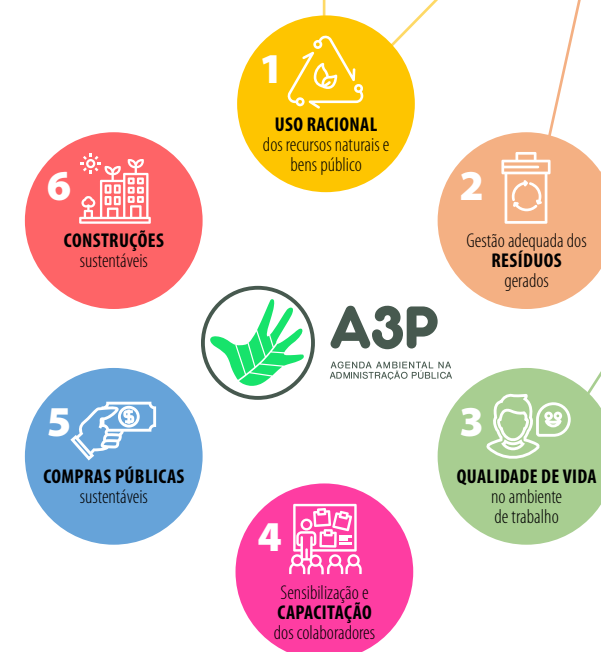 1
USO RACIONAL
dos recursos naturais e
bens público
2
Gestão adequada dos
RESÍDUOS
gerados
3
QUALIDADE DE VIDA
no ambiente
de trabalho
4
Sensibilização e
CAPACITAÇÃO
dos colaboradores
5
COMPRAS PÚBLICAS
sustentáveis
6
CONSTRUÇÕES
sustentáveis
A3P
AGENDA AMBIENTAL NA
ADMINISTRAÇÃO PÚBLICA